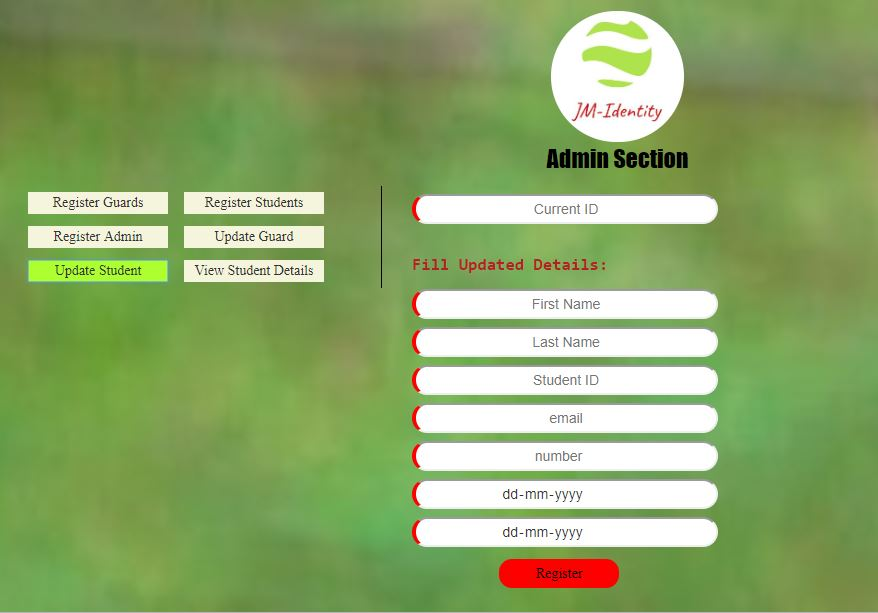 JM-Identity
Admin Section
Register Guards
Register Students
Register Admin
Update Guard
Update Student
View Student Details
Current ID
Fill Updated Details:
First Name
Last Name
Student ID
email
number
dd-mm-yyyy
dd-mm-yyyy
Register